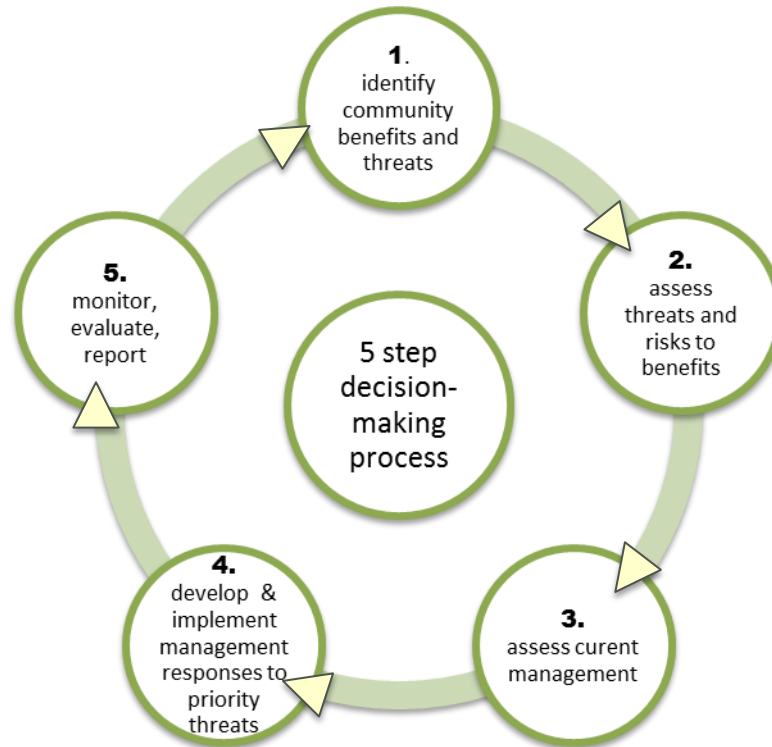 1.
identify
community
benefits and
threats
2.
assess
threats and
risks to
benefits
3.
assess curent
management
4.
develop &
implement
management
responses to
priority
threats
5.
monitor,
evaluate,
report
5 step
decision-
making
process